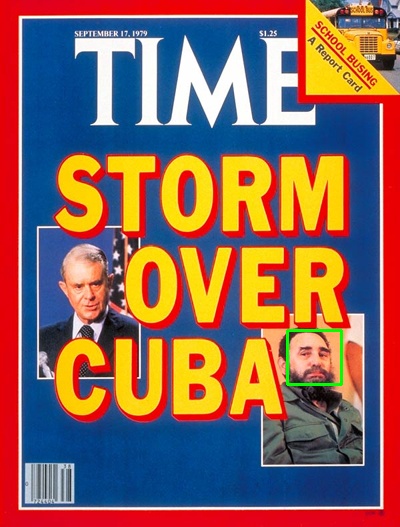 SEPTEMBER 17, 1979 $1.25
TIME
SCHOOL BUSING
A Report Card
STORM
OVER
CUBA